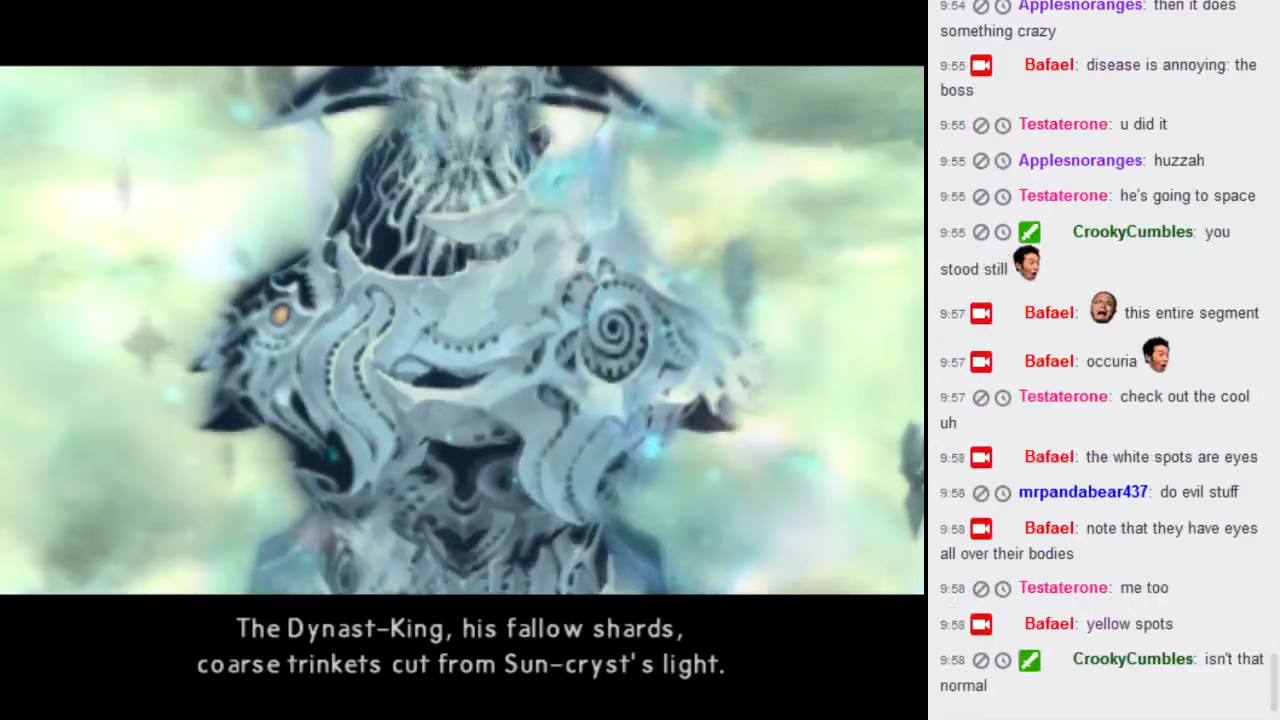 The Dynast-King, his fallow shards,
coarse trinkets cut from Sun-cryst's light.
9:54 Applesnoranges: then it does
something crazy
9:55 Bafael: disease is annoying: the
boss
9:55 Testaterone: u did it
9:55 Applesnoranges: huzzah
9:55 Testaterone: he's going to space
9:55 CrookyCumbles: you
stood still
9:57 Bafael: this entire segment
9:57 Bafael: occuria
9:57 Testaterone: check out the cool
uh
9:58 Bafael: the white spots are eyes
9:58 mrpandabear437: do evil stuff
9:58 Bafael: note that they have eyes
all over their bodies
9:58 Testaterone: me too
9:58 Bafael: yellow spots
9:58 CrookyCumbles: isn't that
normal